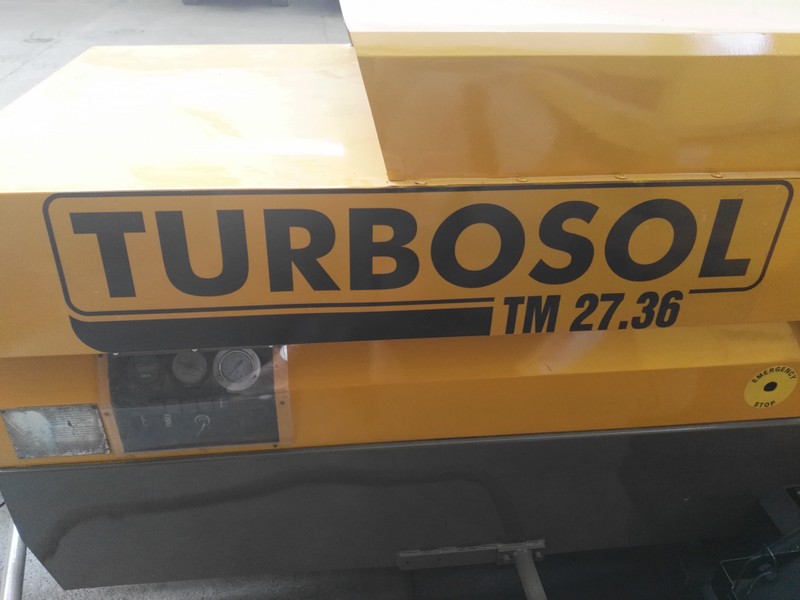 TURBOSOL
TM 27.36
EMERGENCY
STOP